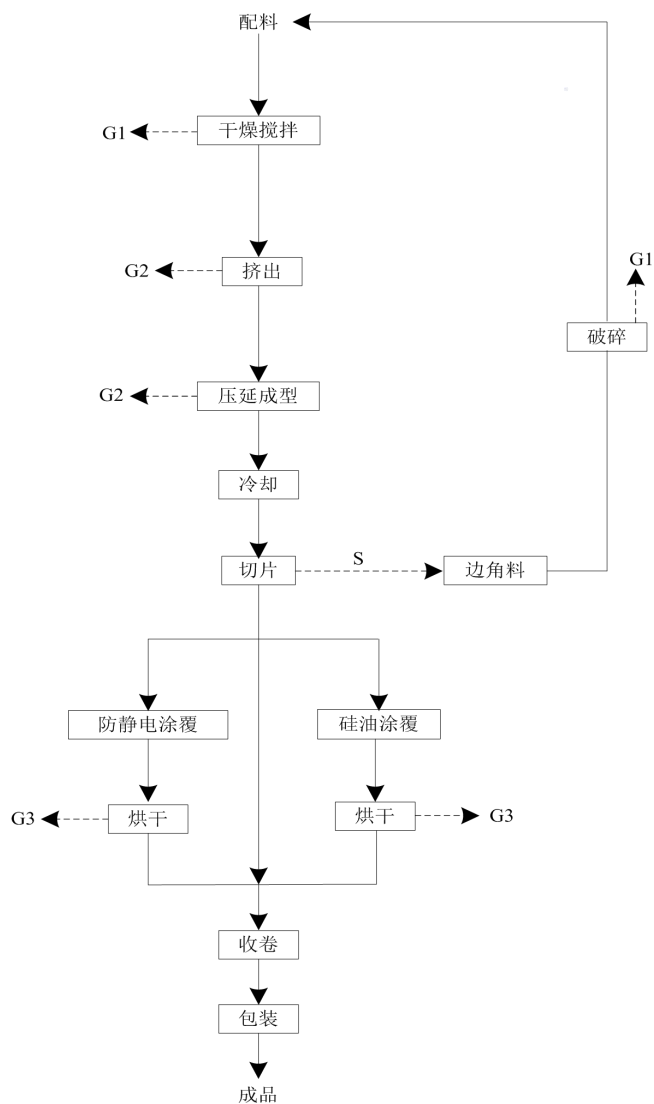 配料
G1
干燥搅拌
G2
挤出
G1
破碎
G2
压延成型
冷却
切片
S
边角料
防静电涂覆
硅油涂覆
G3
烘干
烘干
G3
收卷
包装
成品